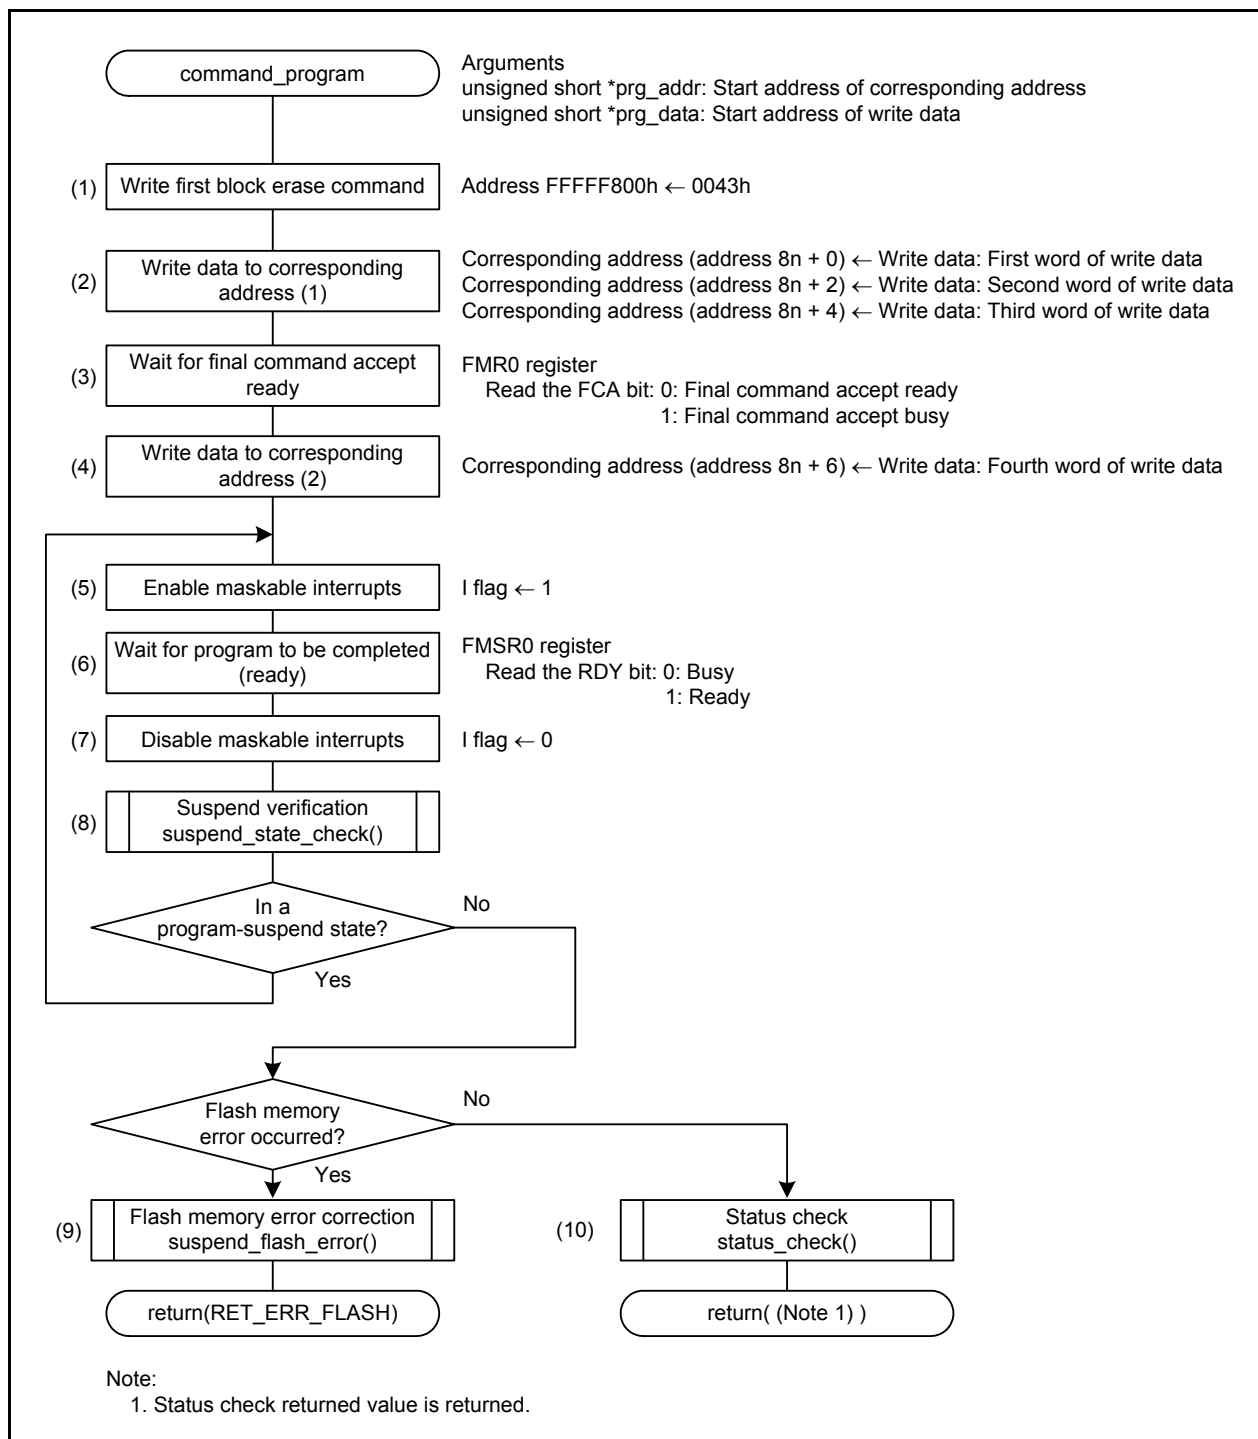 command_program
Arguments
unsigned short *prg_addr: Start address of corresponding address
unsigned short *prg_data: Start address of write data
(1)
Write first block erase command
Address FFFFF800h ← 0043h
(2)
Write data to corresponding
address (1)
Corresponding address (address 8n + 0) ← Write data: First word of write data
Corresponding address (address 8n + 2) ← Write data: Second word of write data
Corresponding address (address 8n + 4) ← Write data: Third word of write data
(3)
Wait for final command accept
ready
FMR0 register
Read the FCA bit: 0: Final command accept ready
1: Final command accept busy
(4)
Write data to corresponding
address (2)
Corresponding address (address 8n + 6) ← Write data: Fourth word of write data
(5)
Enable maskable interrupts
I flag ← 1
(6)
Wait for program to be completed
(ready)
FMSR0 register
Read the RDY bit: 0: Busy
1: Ready
(7)
Disable maskable interrupts
I flag ← 0
(8)
Suspend verification
suspend_state_check()
In a
program-suspend state?
No
Yes
Flash memory
error occurred?
No
Yes
(9)
Flash memory error correction
suspend_flash_error()
(10)
Status check
status_check()
return(RET_ERR_FLASH)
return( (Note 1) )
Note:
1. Status check returned value is returned.